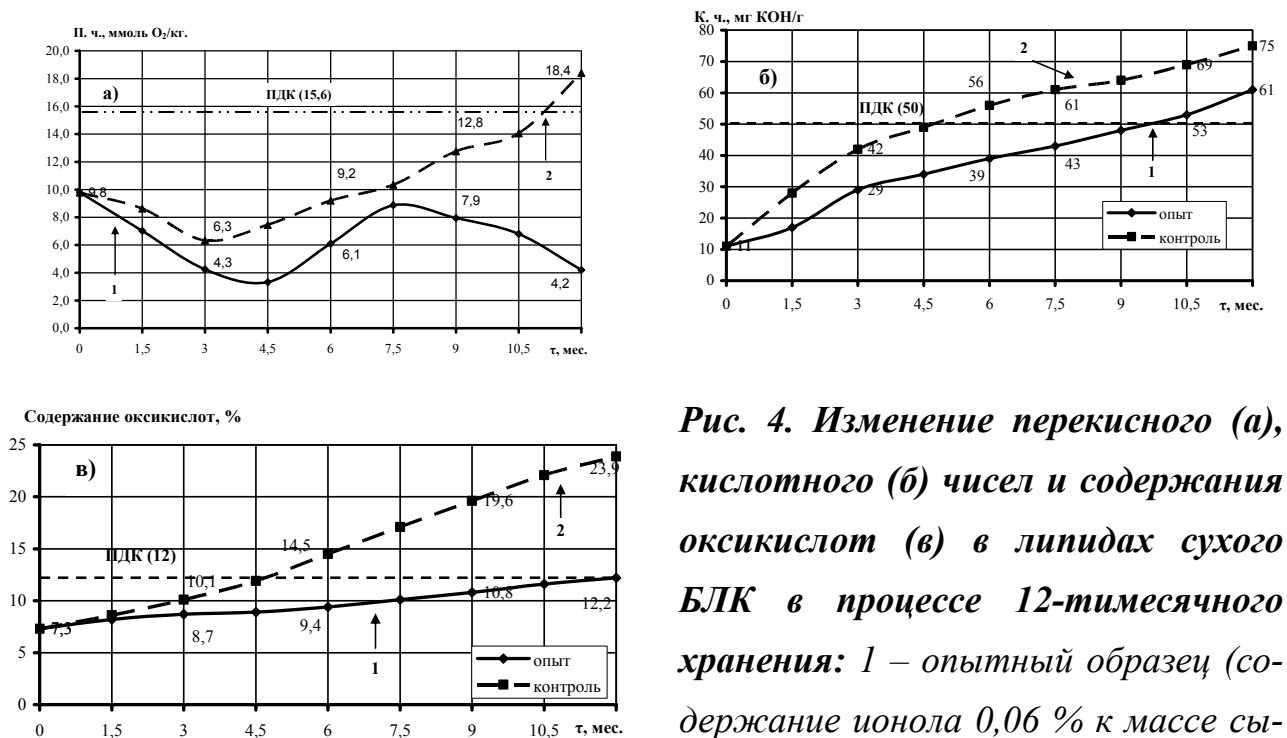 П. ч., ммоль O₂/кг.
20,0
18,0
16,0
14,0
12,0
10,0
8,0
6,0
4,0
2,0
0,0
а)
ПДК (15,6)
18,4
12,8
9,2
9,8
6,3
7,9
4,3
6,1
4,2
1
2
0 1,5 3 4,5 6 7,5 9 10,5 τ, мес.
К. ч., мг КОН/г
80
70
60
50
40
30
20
10
0
б)
2
ПДК (50)
75
69
56
61
61
42
53
43
39
29
11
1
опыт
контроль
0 1,5 3 4,5 6 7,5 9 10,5 τ, мес.
Содержание оксикислот, %
25
20
15
10
5
0
в)
ПДК (12)
23,9
19,6
2
14,5
10,1
10,8
12,2
7,3
8,7
9,4
1
опыт
контроль
0 1,5 3 4,5 6 7,5 9 10,5 τ, мес.
Рис. 4. Изменение перекисного (а),
кислотного (б) чисел и содержания
оксикислот (в) в липидах сухого
БЛК в процессе 12-тимесячного
хранения: 1 – опытный образец (со-
держание ионола 0,06 % к массе сы-